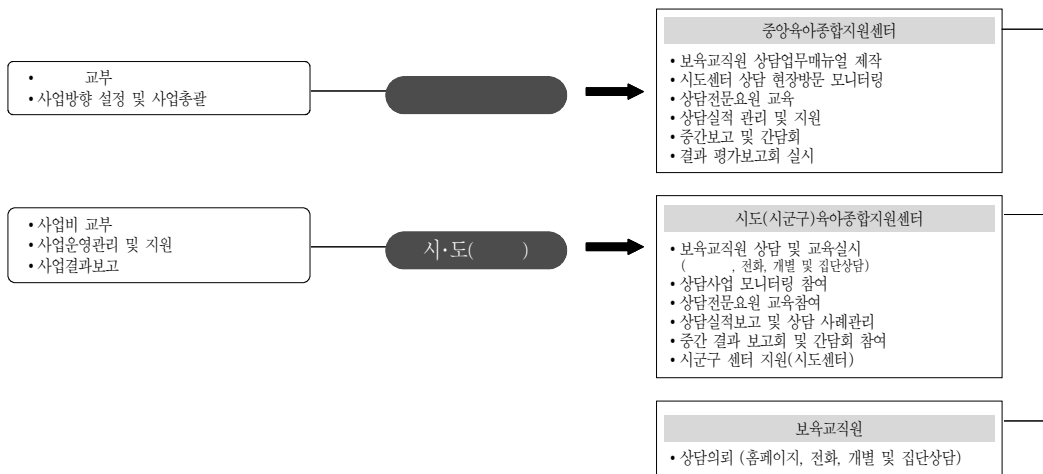 • 교부
• 사업방향 설정 및 사업총괄
중앙육아종합지원센터
• 보육교직원 상담업무매뉴얼 제작
• 시도센터 상담 현장방문 모니터링
• 상담전문요원 교육
• 상담실적 관리 및 지원
• 중간보고 및 간담회
• 결과 평가보고회 실시
• 사업비 교부
• 사업운영관리 및 지원
• 사업결과보고
시·도( )
시도(시군구)육아종합지원센터
• 보육교직원 상담 및 교육실시
( , 전화, 개별 및 집단상담)
• 상담사업 모니터링 참여
• 상담전문요원 교육참여
• 상담실적보고 및 상담 사례관리
• 중간 결과 보고회 및 간담회 참여
• 시군구 센터 지원(시도센터)
보육교직원
• 상담의뢰 (홈페이지, 전화, 개별 및 집단상담)